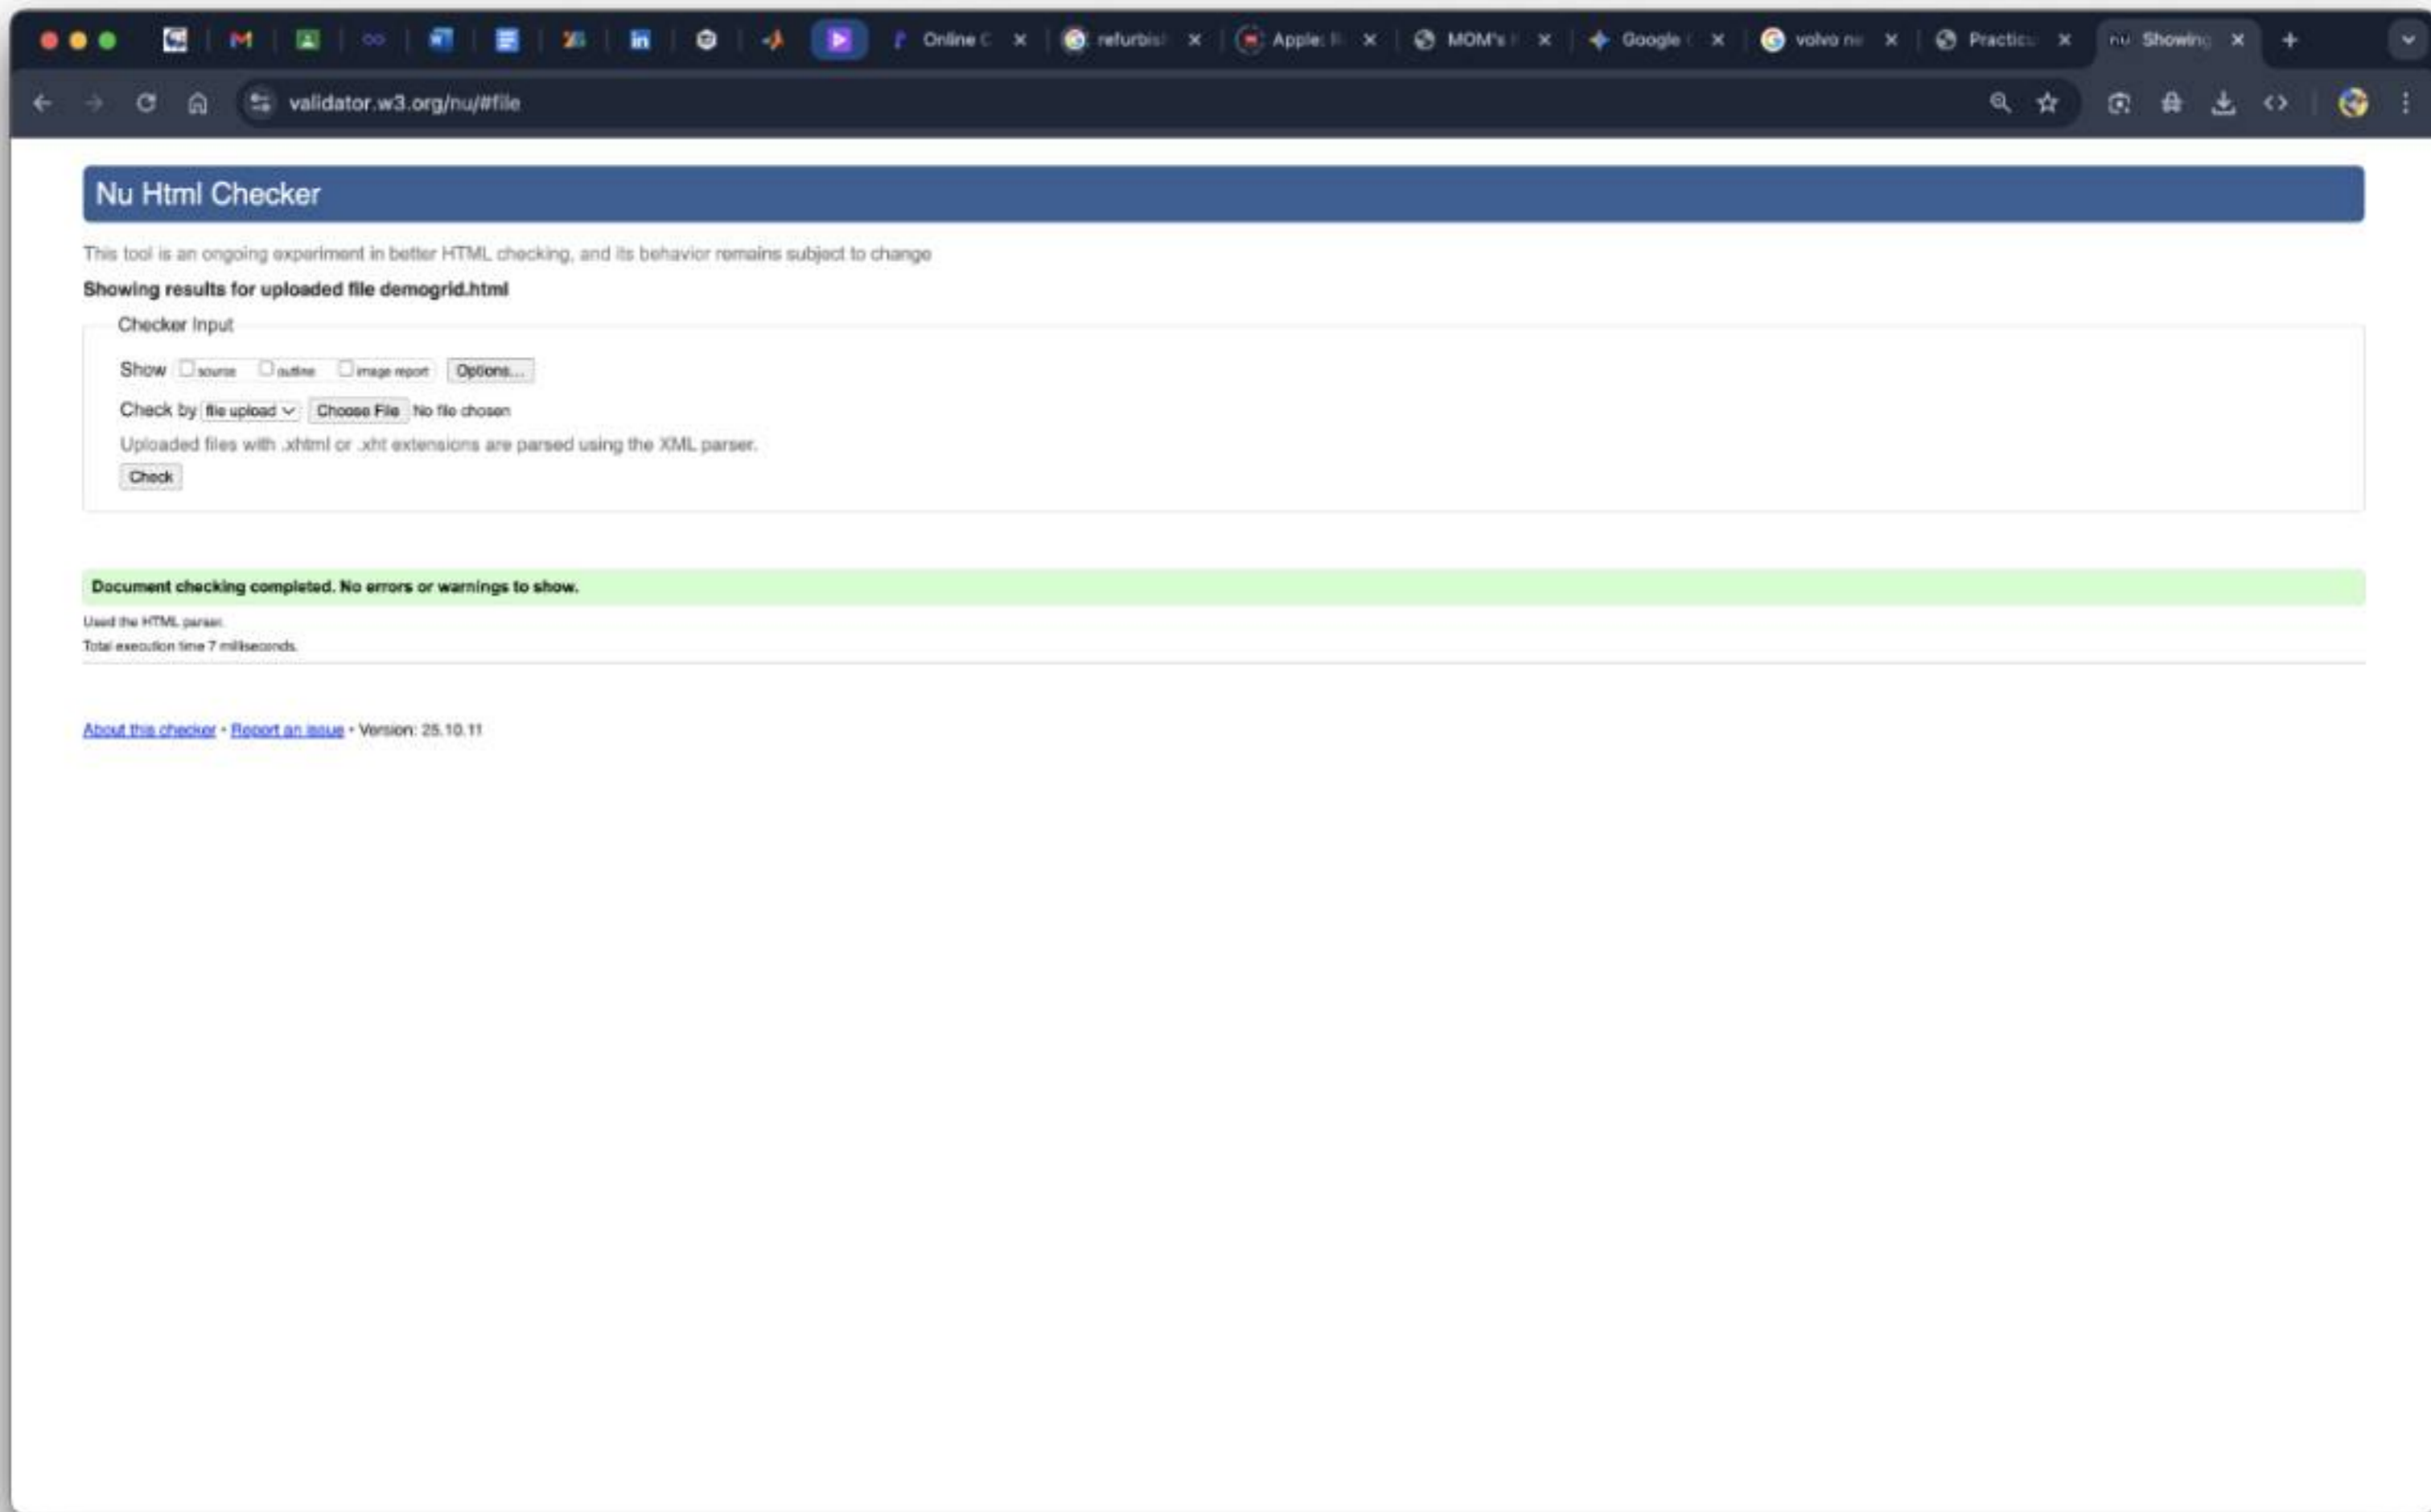 Online C
refurbis
Apple:
MOM's
Google
volvo ne
Practic
nu Showing
validator.w3.org/nu/#file
Nu Html Checker
This tool is an ongoing experiment in better HTML checking, and its behavior remains subject to change
Showing results for uploaded file demogrid.html
Checker Input
Show source outline image report Options...
Check by file upload Choose File No file chosen
Uploaded files with .xhtml or .xht extensions are parsed using the XML parser.
Check
Document checking completed. No errors or warnings to show.
Used the HTML parser.
Total execution time 7 milliseconds.
About this checker • Report an issue • Version: 25.10.11